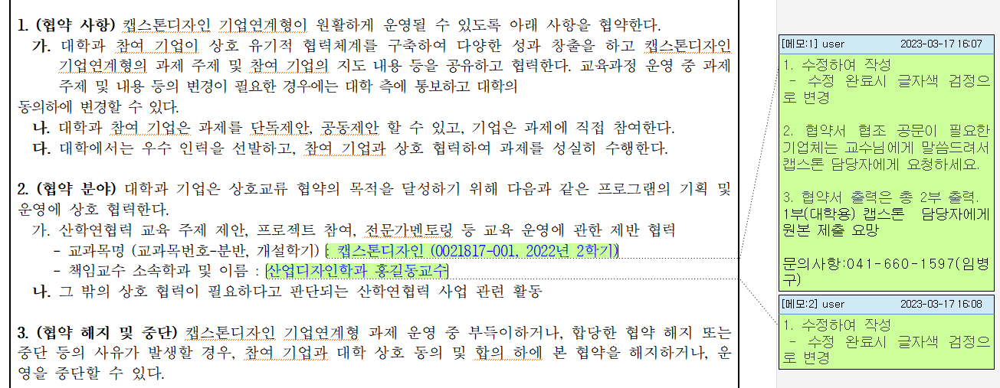 1. (협약 사항) 캡스톤디자인 기업연계형이 원활하게 운영될 수 있도록 아래 사항을 협약한다.
가. 대학과 참여 기업이 상호 유기적 협력체계를 구축하여 다양한 성과 창출을 하고 캡스톤디자인
기업연계형의 과제 주제 및 참여 기업의 지도 내용 등을 공유하고 협력한다. 교육과정 운영 중 과제
주제 및 내용 등의 변경이 필요한 경우에는 대학 측에 통보하고 대학의
동의하에 변경할 수 있다.
나. 대학과 참여 기업은 과제를 단독제안, 공동제안 할 수 있고, 기업은 과제에 직접 참여한다.
다. 대학에서는 우수 인력을 선발하고, 참여 기업과 상호 협력하여 과제를 성실히 수행한다.
2. (협약 분야) 대학과 기업은 상호교류 협약의 목적을 달성하기 위해 다음과 같은 프로그램의 기획 및
운영에 상호 협력한다.
가. 산학연협력 교육 주제 제안, 프로젝트 참여, 전문가멘토링 등 교육 운영에 관한 제반 협력
- 교과목명 (교과목번호-분반, 개설학기) : 캡스톤디자인 (0021817-001, 2022년 2학기)
- 책임교수 소속학과 및 이름 : 산업디자인학과 홍길동교수
나. 그 밖의 상호 협력이 필요하다고 판단되는 산학연협력 사업 관련 활동
3. (협약 해지 및 중단) 캡스톤디자인 기업연계형 과제 운영 중 부득이하거나, 합당한 협약 해지 또는
중단 등의 사유가 발생할 경우, 참여 기업과 대학 상호 동의 및 합의 하에 본 협약을 해지하거나, 운
영을 중단할 수 있다.
[메모:1] user 2023-03-17 16:07
1. 수정하여 작성
- 수정 완료시 글자색 검정으
로 변경
2. 협약서 협조 공문이 필요한
기업체는 교수님에게 말씀드려서
캡스톤 담당자에게 요청하세요.
3. 협약서 출력은 총 2부 출력.
1부(대학용) 캡스톤 담당자에게
원본 제출 요망
문의사항:041-660-1597(임병
구)
[메모:2] user 2023-03-17 16:08
1. 수정하여 작성
- 수정 완료시 글자색 검정으
로 변경